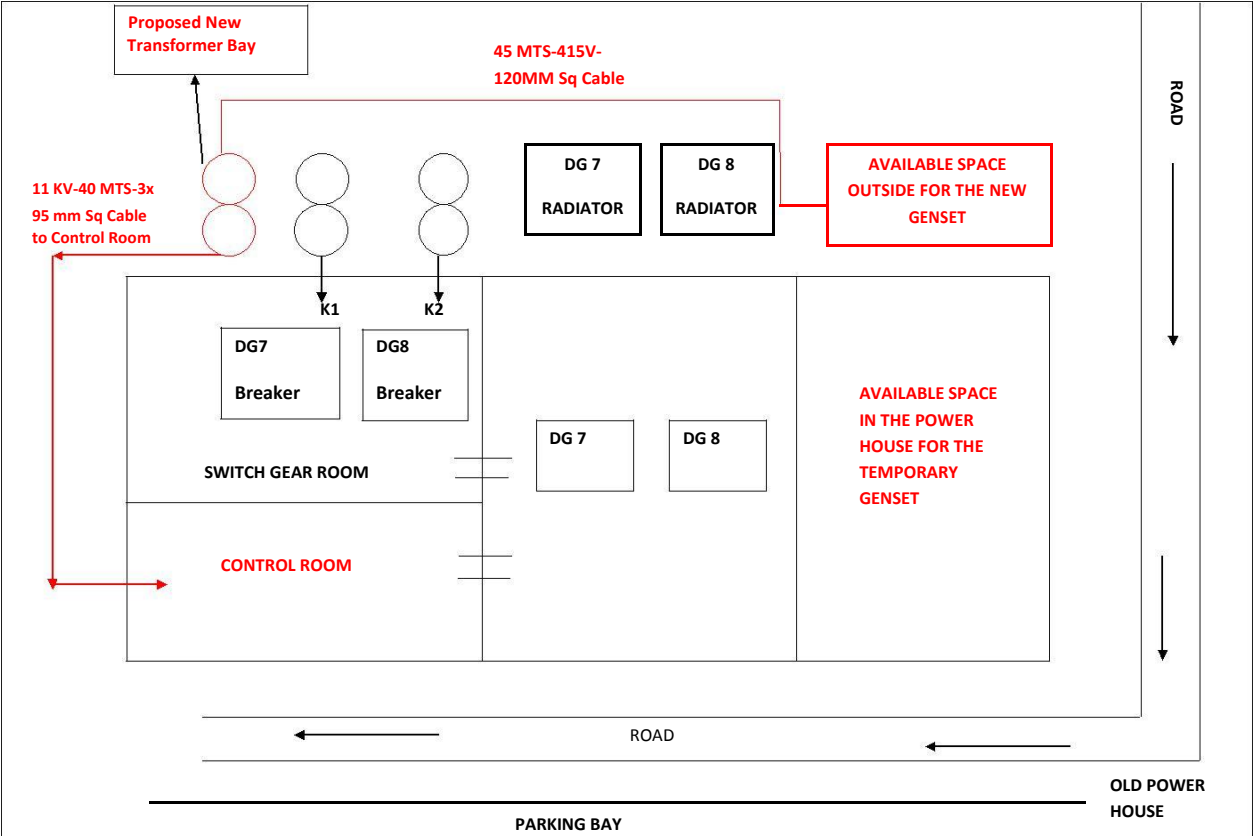 Proposed New
Transformer Bay
45 MTS-415V-
120MM Sq Cable
ROAD
DG 7
RADIATOR
DG 8
RADIATOR
AVAILABLE SPACE
OUTSIDE FOR THE NEW
GENSET
11 KV-40 MTS-3x
95 mm Sq Cable
to Control Room
K1
K2
DG7
Breaker
DG8
Breaker
SWITCH GEAR ROOM
DG 7
DG 8
AVAILABLE SPACE
IN THE POWER
HOUSE FOR THE
TEMPORARY
GENSET
CONTROL ROOM
ROAD
OLD POWER
HOUSE
PARKING BAY